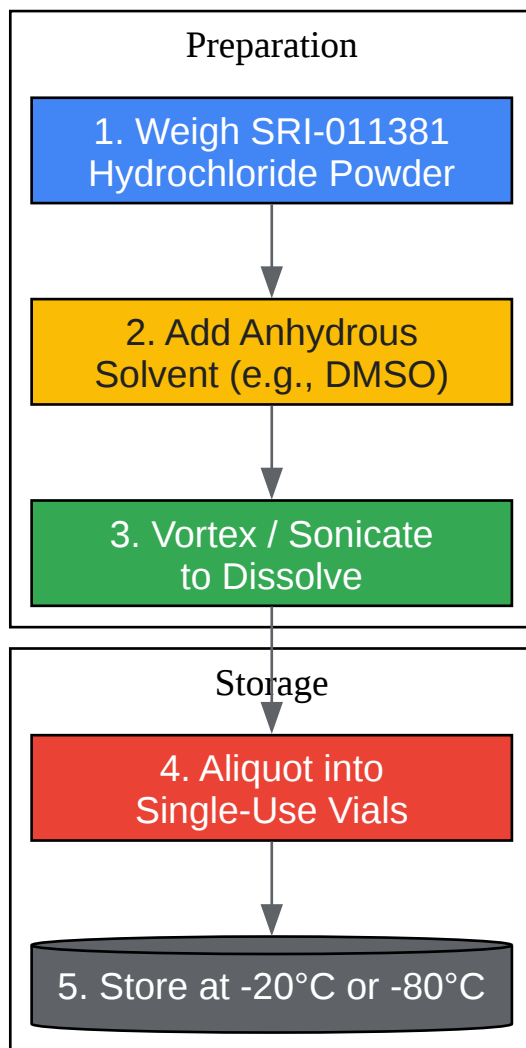 Preparation
1. Weigh SRI-011381
Hydrochloride Powder
2. Add Anhydrous
Solvent (e.g., DMSO)
3. Vortex / Sonicate
to Dissolve
Storage
4. Aliquot into
Single-Use Vials
5. Store at -20°C or -80°C